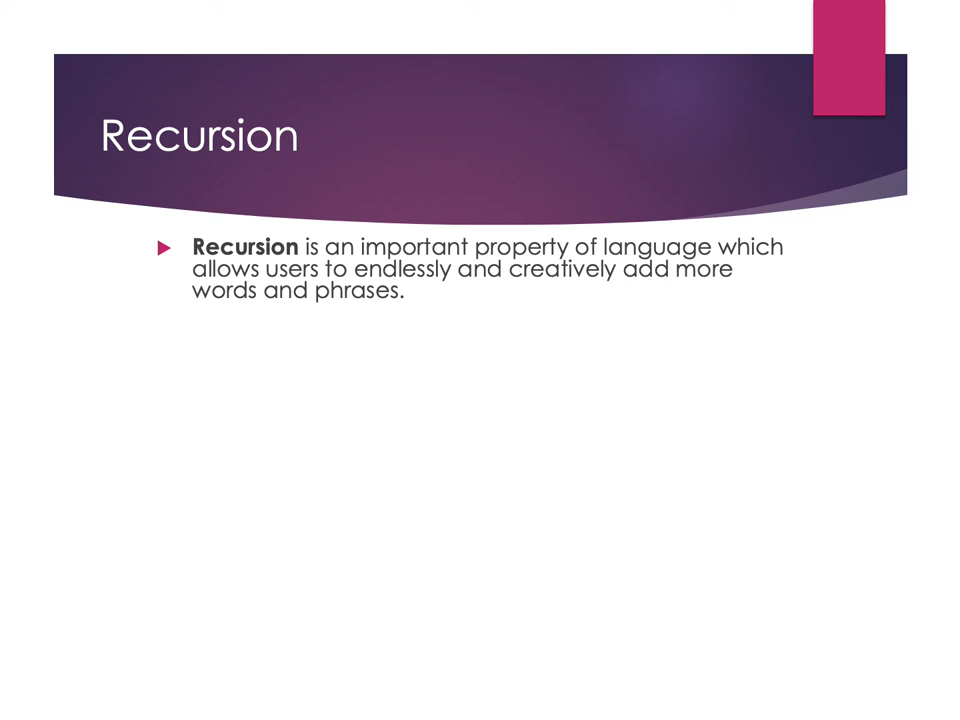 Recursion
Recursion is an important property of language which
allows users to endlessly and creatively add more
words and phrases.